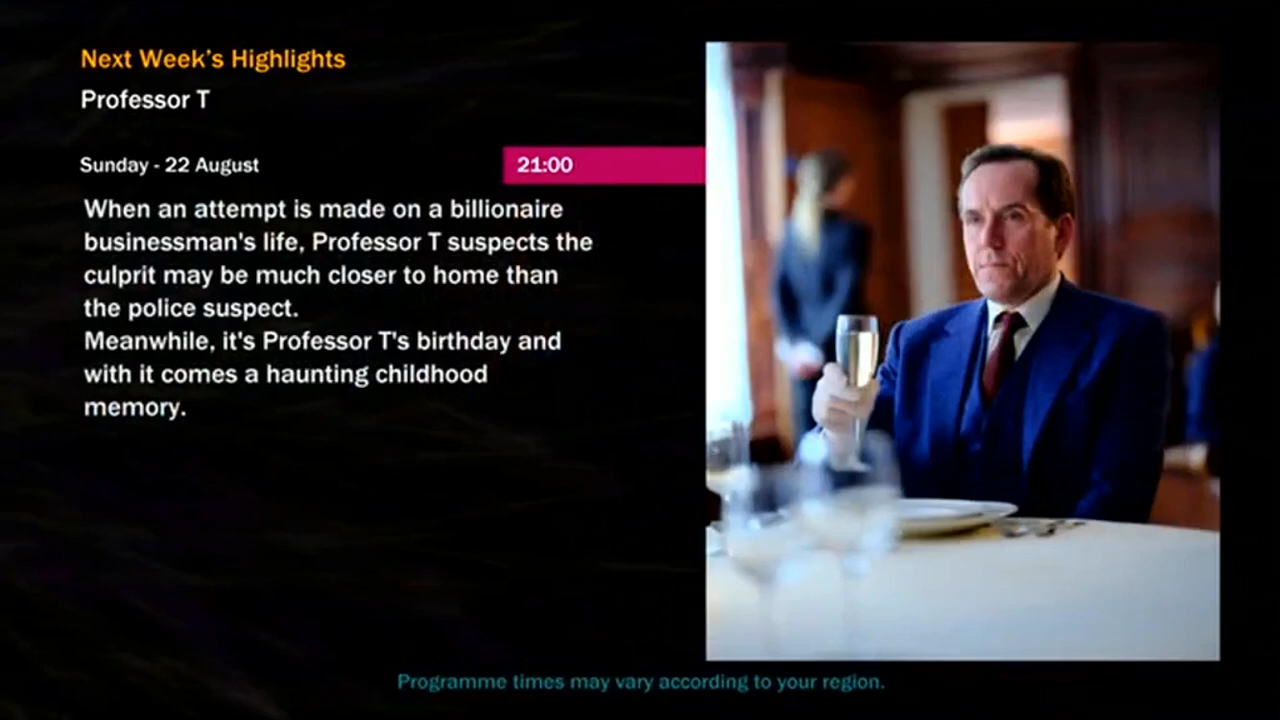 Next Week’s Highlights
Professor T
Sunday - 22 August
21:00
When an attempt is made on a billionaire
businessman's life, Professor T suspects the
culprit may be much closer to home than
the police suspect.
Meanwhile, it's Professor T's birthday and
with it comes a haunting childhood
memory.
Programme times may vary according to your region.